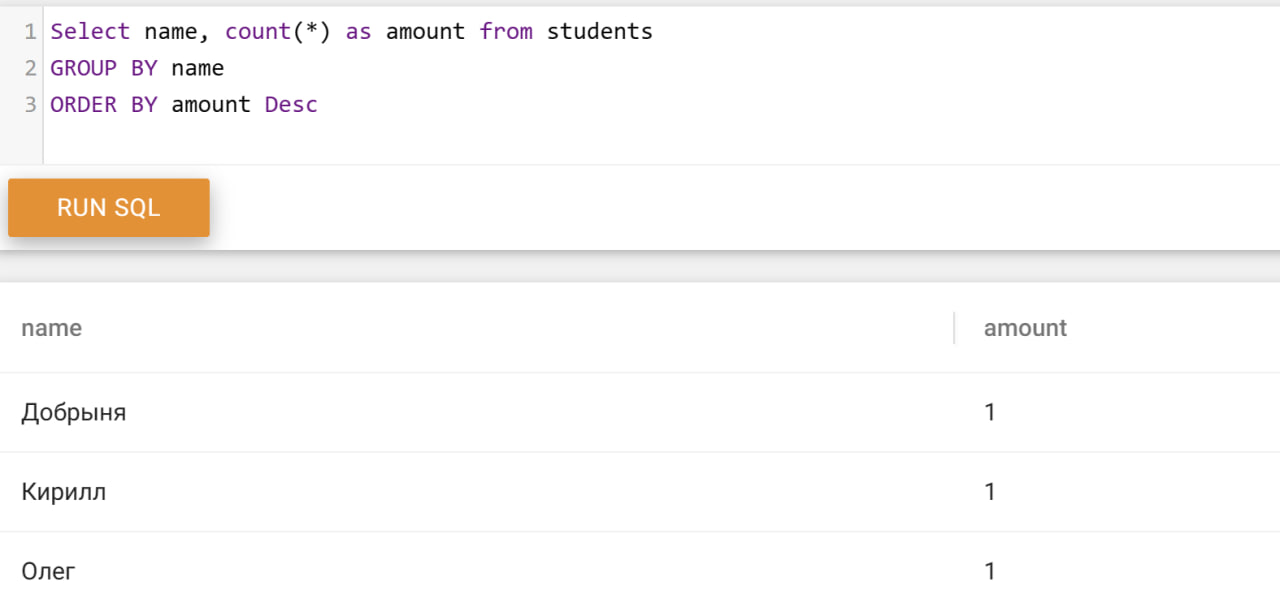 1 Select name, count(*) as amount from students
2 GROUP BY name
3 ORDER BY amount Desc
RUN SQL
name amount
Добрыня 1
Кирилл 1
Олег 1